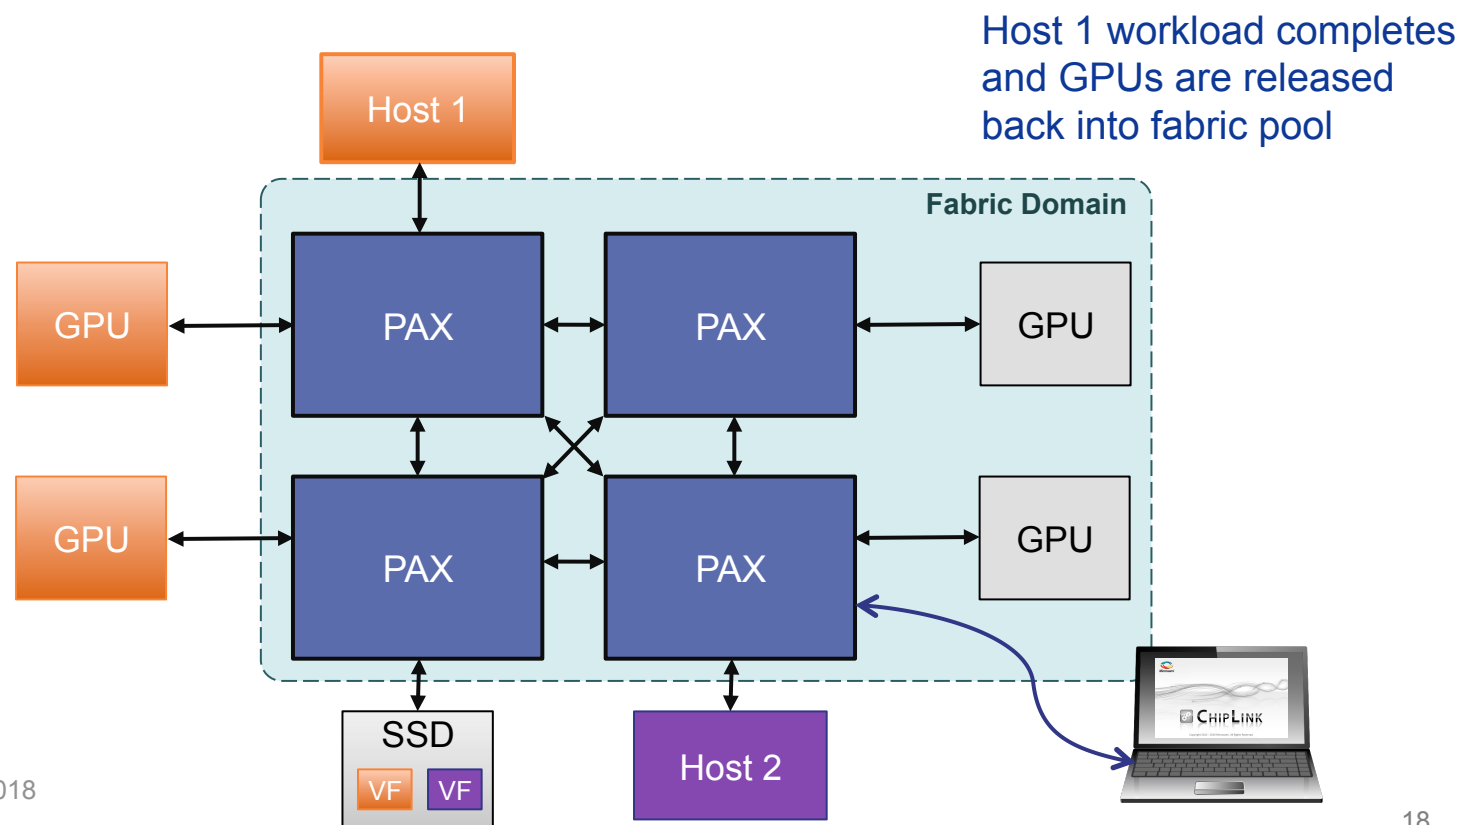 Host 1 workload completes
and GPUs are released
back into fabric pool
Host 1
Fabric Domain
GPU
PAX
PAX
GPU
GPU
PAX
PAX
GPU
SSD
VF
VF
Host 2
CHIPLINK
018
18